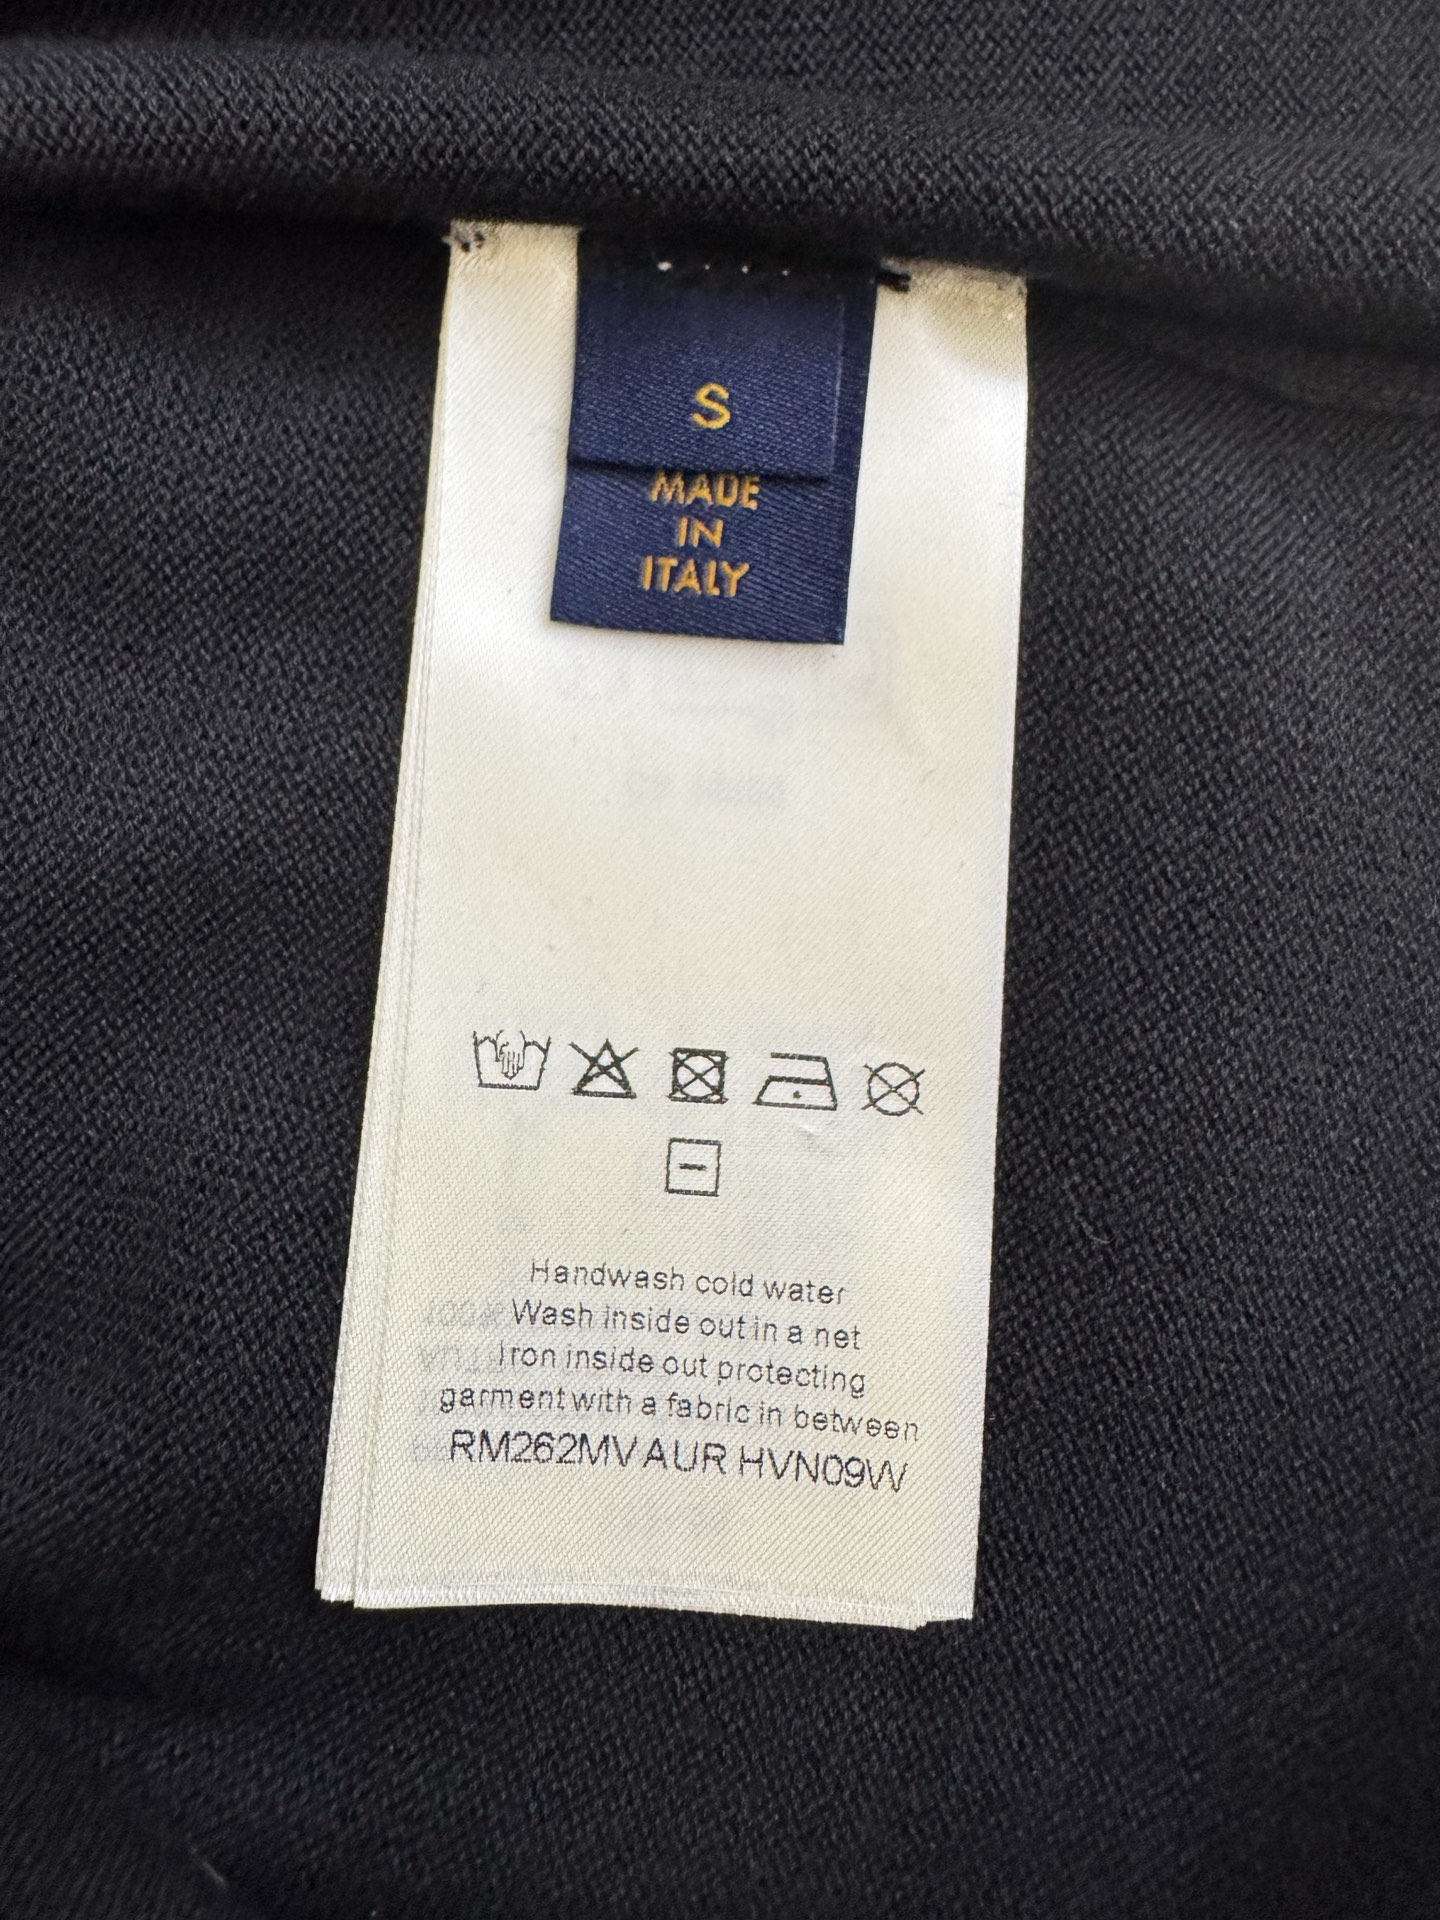 S
MADE
IN
ITALY
Handwash cold water
Wash inside out in a net
Iron inside out protecting
garment with a fabric in between
RM262MV AUR HVN09W